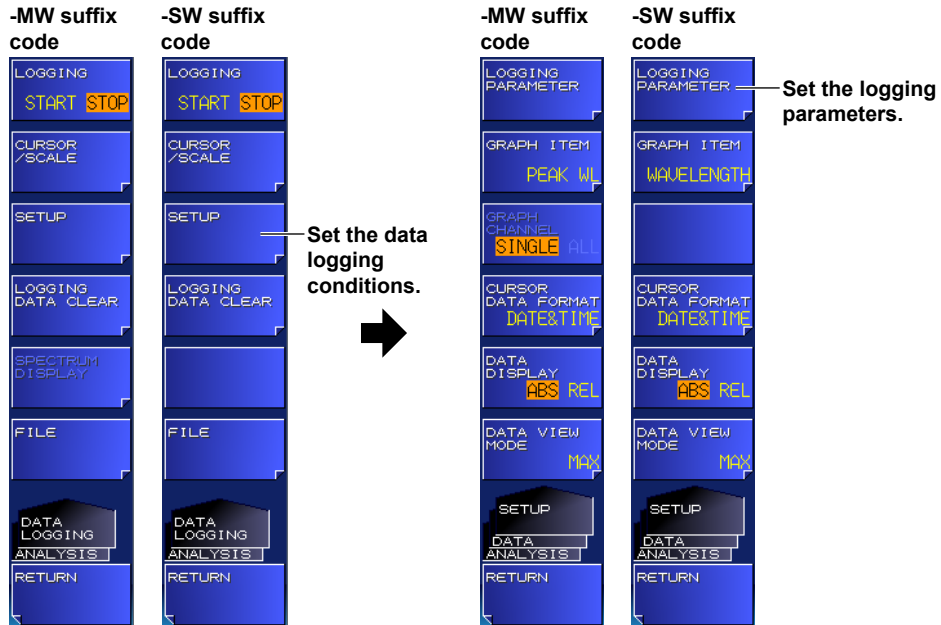 -MW suffix
code
LOGGING
START STOP
CURSOR
/SCALE
SETUP
LOGGING
DATA CLEAR
SPECTRUM
DISPLAY
FILE
DATA
LOGGING
ANALYSIS
RETURN
-SW suffix
code
LOGGING
START STOP
CURSOR
/SCALE
SETUP
LOGGING
DATA CLEAR
FILE
DATA
LOGGING
ANALYSIS
RETURN
Set the data
logging
conditions.
-MW suffix
code
LOGGING
PARAMETER
GRAPH ITEM
PEAK WL
GRAPH
CHANNEL
SINGLE ALL
CURSOR
DATA FORMAT
DATE&TIME
DATA
DISPLAY
ABS REL
DATA VIEW
MODE
MAX
SETUP
DATA
ANALYSIS
RETURN
-SW suffix
code
LOGGING
PARAMETER
GRAPH ITEM
WAVELENGTH
CURSOR
DATA FORMAT
DATE&TIME
DATA
DISPLAY
ABS REL
DATA VIEW
MODE
MAX
SETUP
DATA
ANALYSIS
RETURN
Set the logging
parameters.